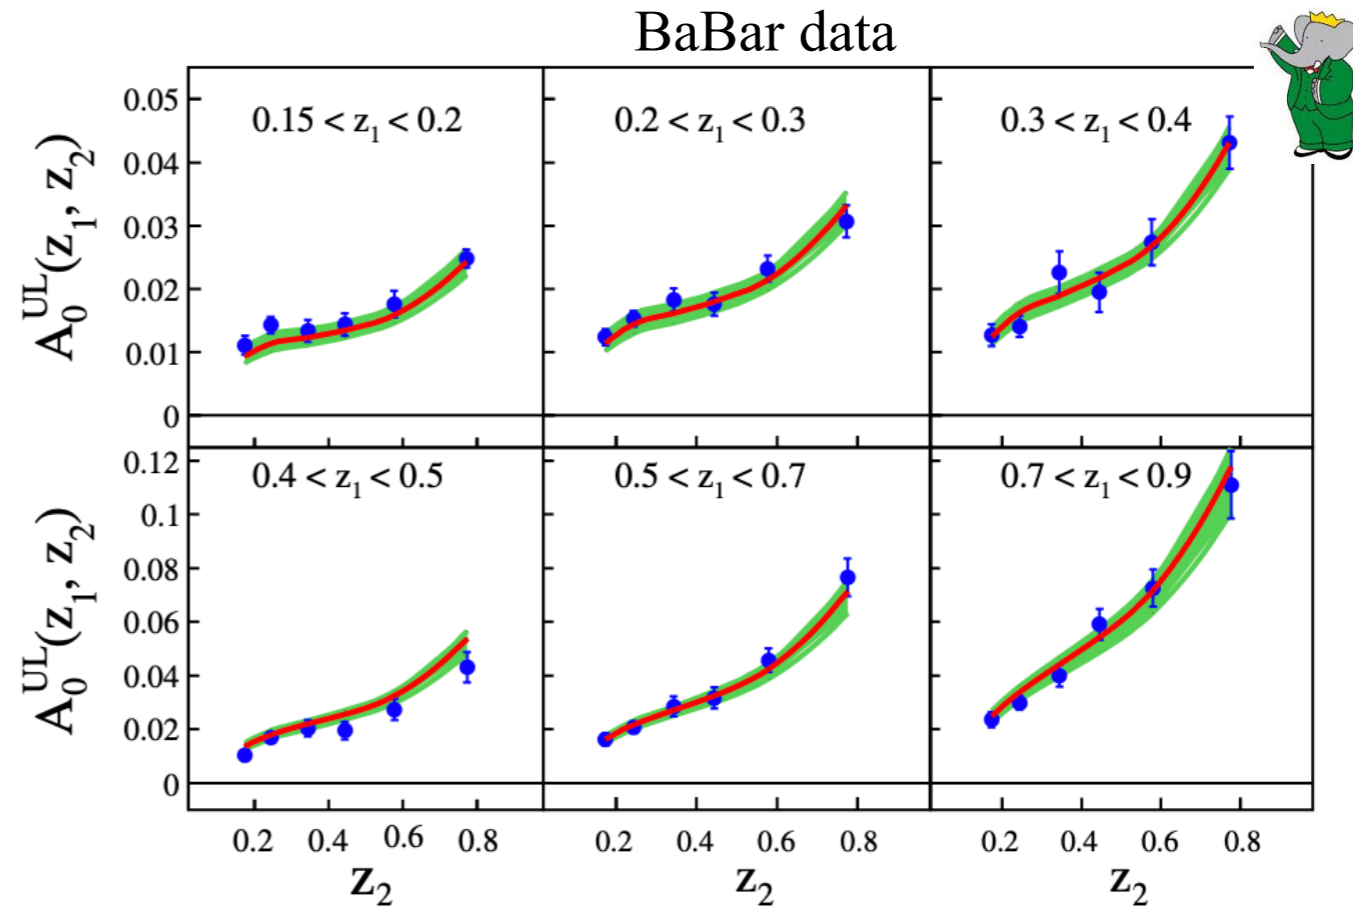 BaBar data
A₀^UL(z₁, z₂)
0.05
0.04
0.03
0.02
0.01
0
0.15 < z₁ < 0.2
0.2 < z₁ < 0.3
0.3 < z₁ < 0.4
A₀^UL(z₁, z₂)
0.12
0.1
0.08
0.06
0.04
0.02
0
0.4 < z₁ < 0.5
0.5 < z₁ < 0.7
0.7 < z₁ < 0.9
0.2 0.4 0.6 0.8
0.2 0.4 0.6 0.8
0.2 0.4 0.6 0.8
z₂
z₂
z₂